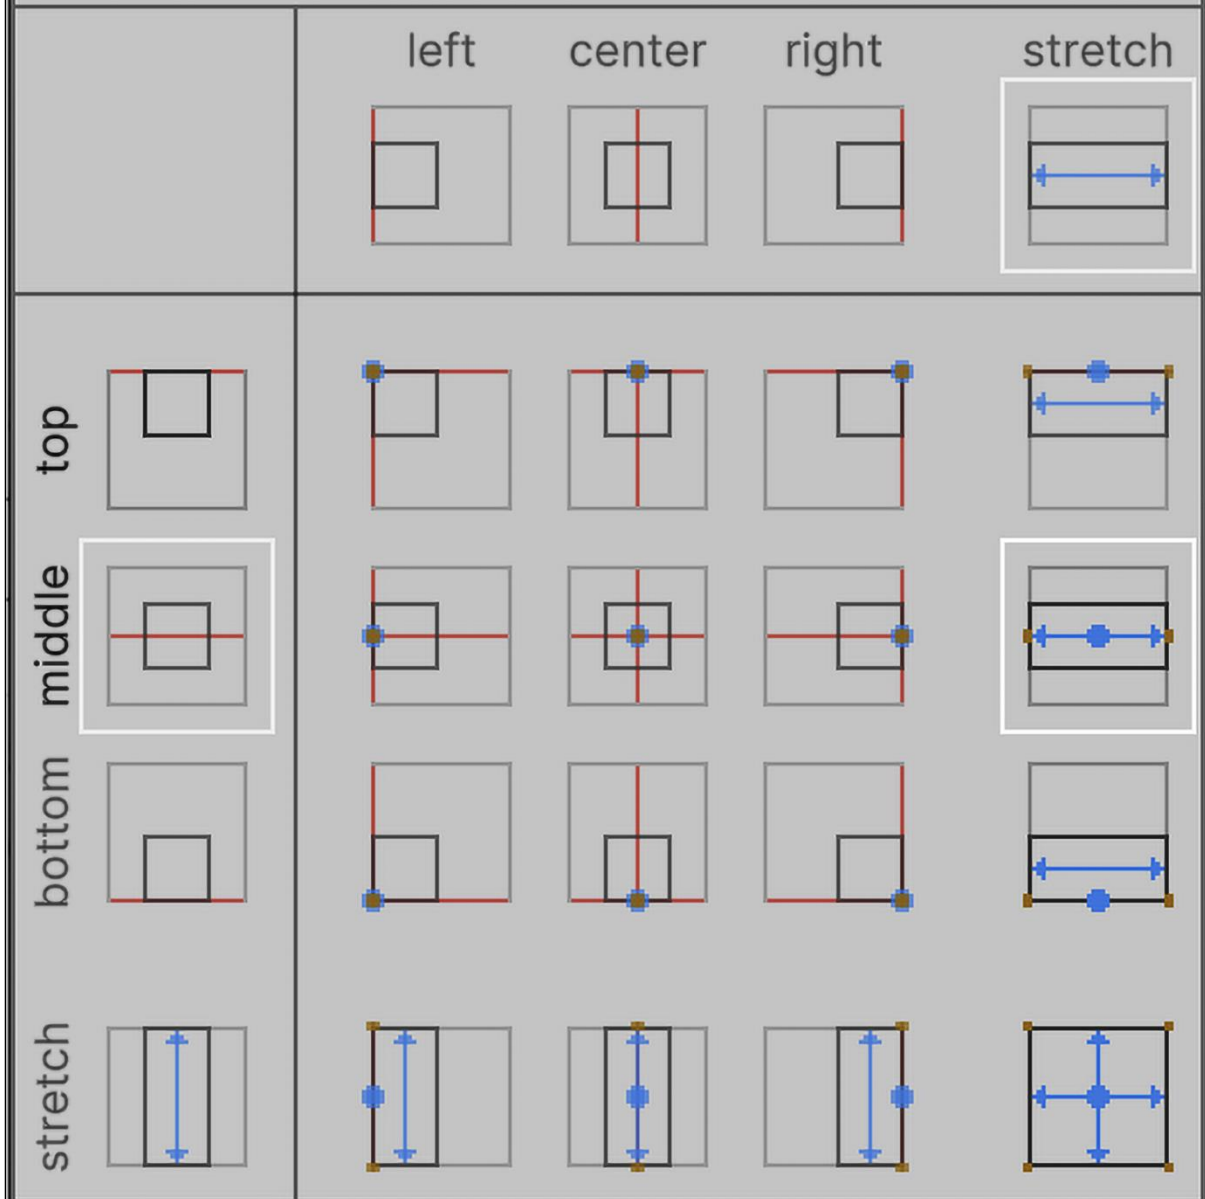 left center right stretch
top
middle
bottom
stretch